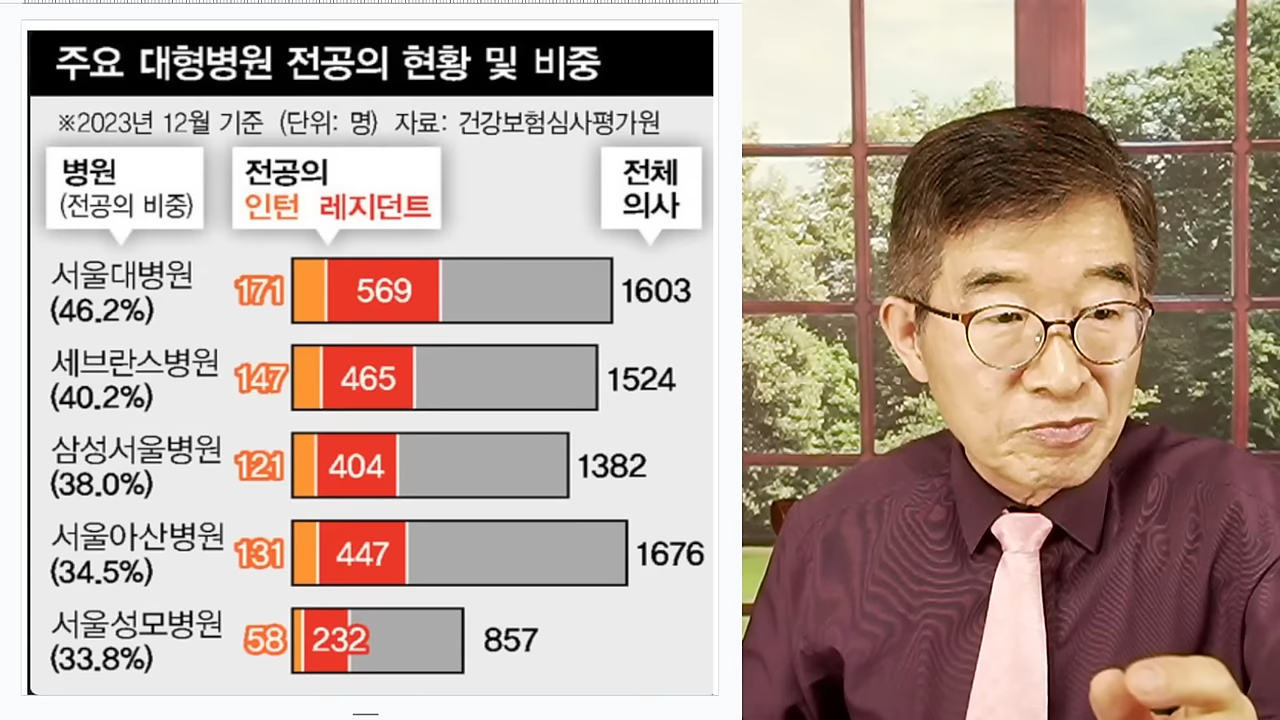 주요 대형병원 전공의 현황 및 비중
※2023년 12월 기준 (단위: 명) 자료: 건강보험심사평가원
병원
(전공의 비중)
전공의
인턴 레지던트
전체
의사
서울대병원
(46.2%)
171 569 1603
세브란스병원
(40.2%)
147 465 1524
삼성서울병원
(38.0%)
121 404 1382
서울아산병원
(34.5%)
131 447 1676
서울성모병원
(33.8%)
58 232 857